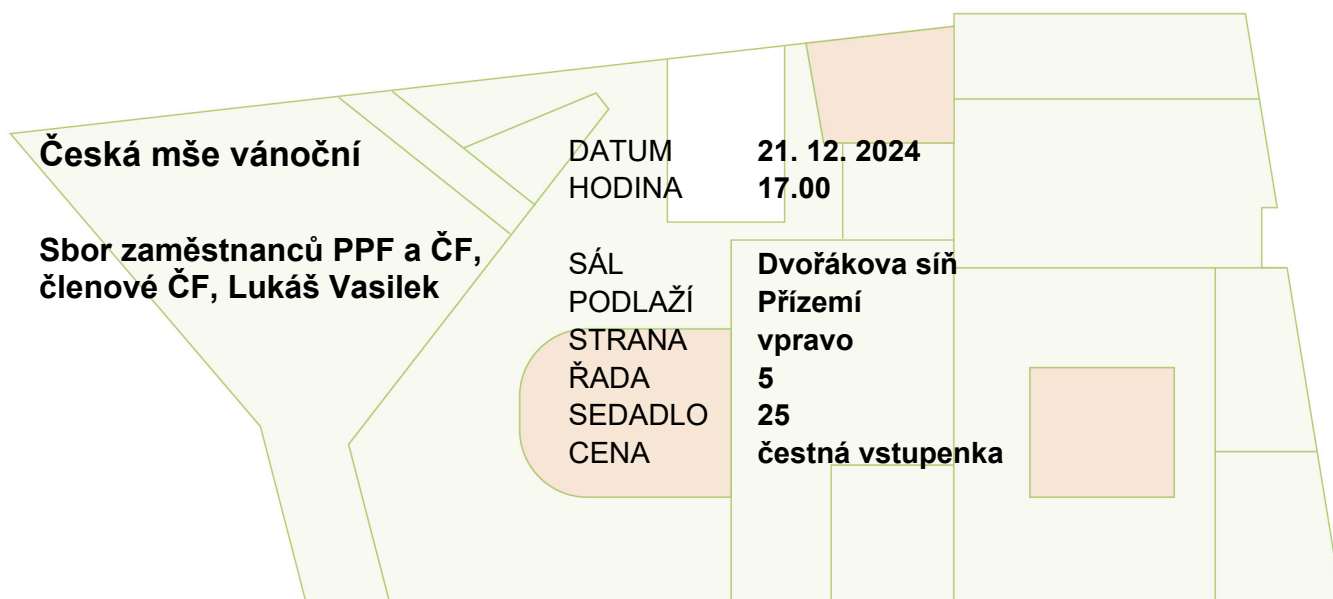 Česká mše vánoční
Sbor zaměstnanců PPF a ČF,
členové ČF, Lukáš Vasilek
DATUM 21. 12. 2024
HODINA 17.00
SÁL Dvořákova síň
PODLAŽÍ Přízemí
STRANA vpravo
ŘADA 5
SEDADLO 25
CENA čestná vstupenka